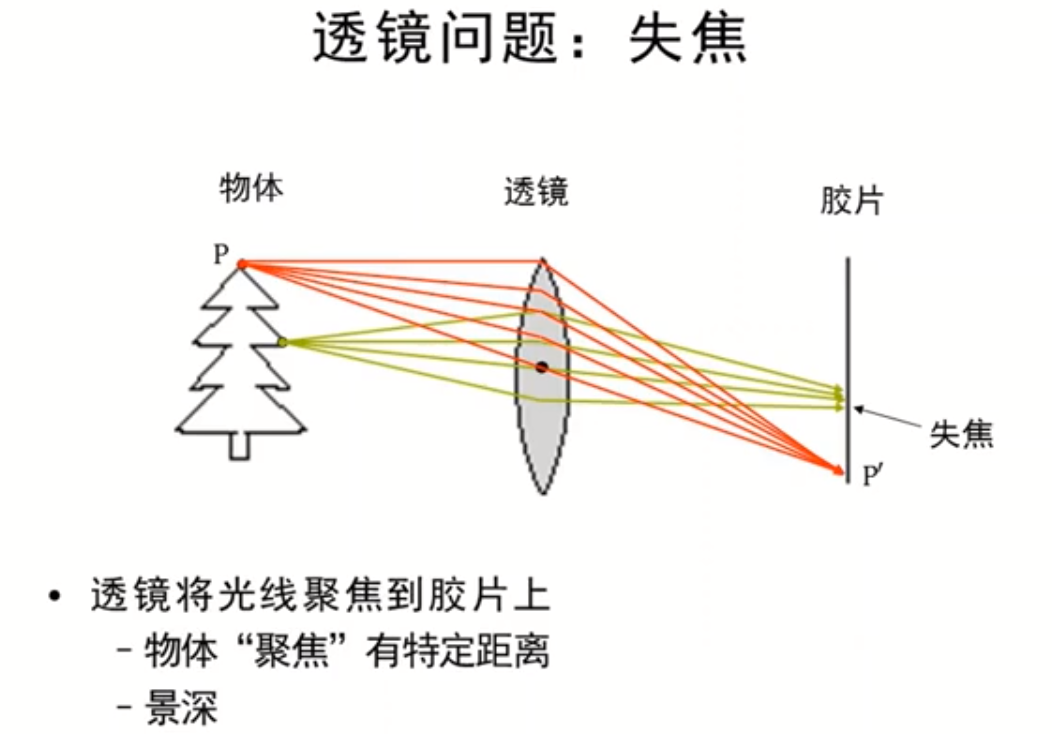 透镜问题：失焦
物体
透镜
胶片
P
失焦
P′
• 透镜将光线聚焦到胶片上
– 物体“聚焦”有特定距离
– 景深